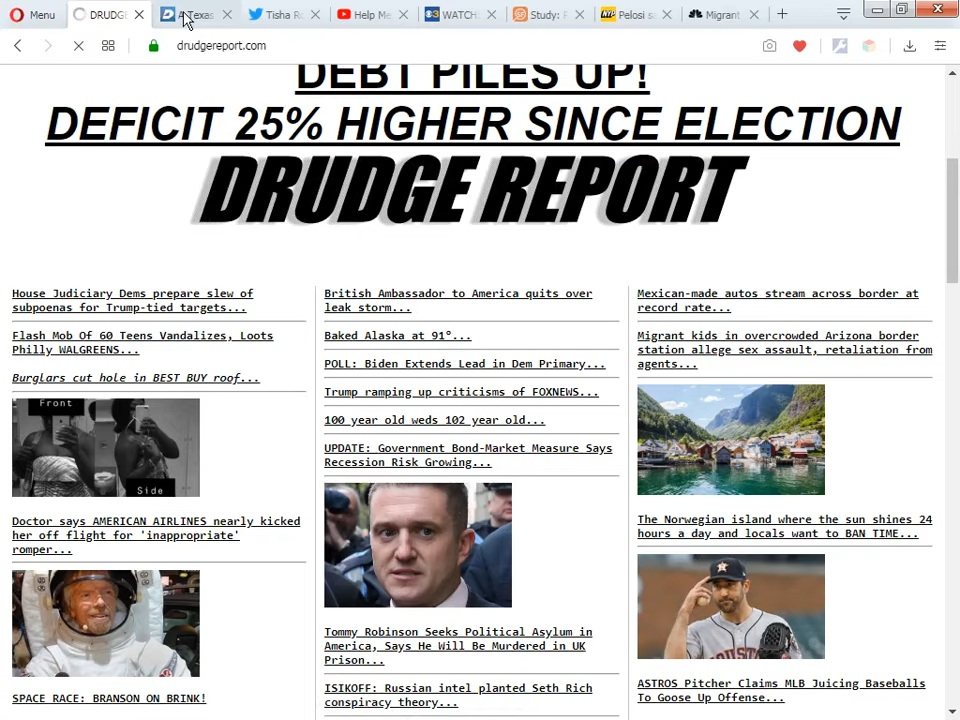 Menu
DRUDG
A Texas
Tisha R
Help Me
WATCH:
Study: F
Pelosi s
Migrant
drudgereport.com
DEBT PILES UP!
DEFICIT 25% HIGHER SINCE ELECTION
DRUDGE REPORT
House Judiciary Dems prepare slew of
subpoenas for Trump-tied targets...
Flash Mob Of 60 Teens Vandalizes, Loots
Philly WALGREENS...
Burglars cut hole in BEST BUY roof...
Front
Side
Doctor says AMERICAN AIRLINES nearly kicked
her off flight for 'inappropriate'
romper...
SPACE RACE: BRANSON ON BRINK!
British Ambassador to America quits over
leak storm...
Baked Alaska at 91°...
POLL: Biden Extends Lead in Dem Primary...
Trump ramping up criticisms of FOXNEWS...
100 year old weds 102 year old...
UPDATE: Government Bond-Market Measure Says
Recession Risk Growing...
Tommy Robinson Seeks Political Asylum in
America, Says He Will Be Murdered in UK
Prison...
ISIKOFF: Russian intel planted Seth Rich
conspiracy theory...
Mexican-made autos stream across border at
record rate...
Migrant kids in overcrowded Arizona border
station allege sex assault, retaliation from
agents...
The Norwegian island where the sun shines 24
hours a day and locals want to BAN TIME...
HOUST
ASTROS Pitcher Claims MLB Juicing Baseballs
To Goose Up Offense...